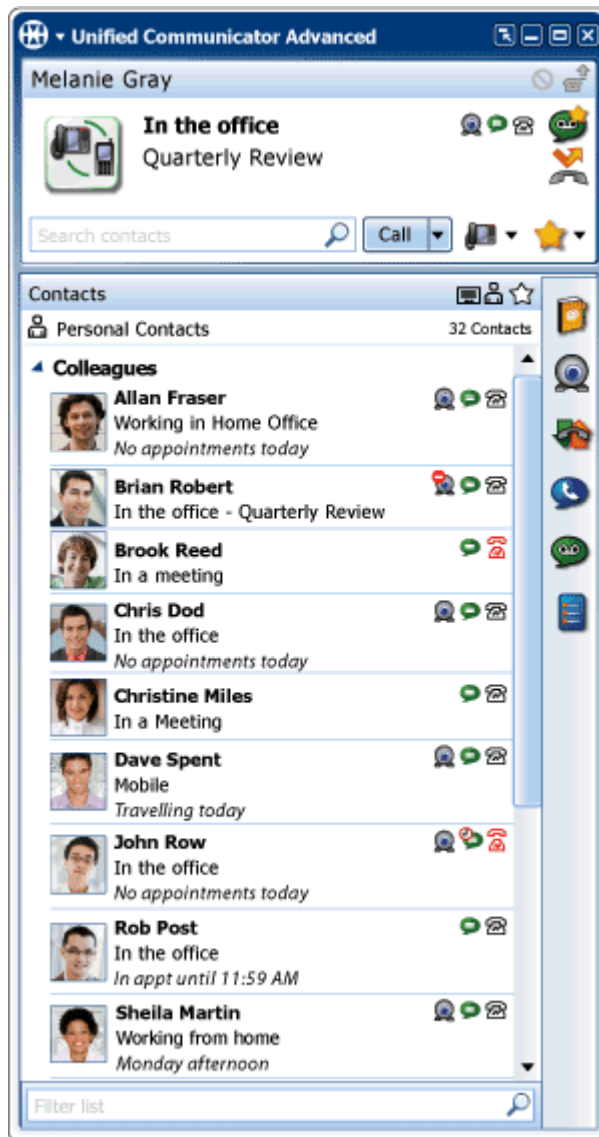 Unified Communicator Advanced
Melanie Gray
In the office
Quarterly Review
Search contacts
Call
Contacts
Personal Contacts
32 Contacts
Colleagues
Allan Fraser
Working in Home Office
No appointments today
Brian Robert
In the office - Quarterly Review
Brook Reed
In a meeting
Chris Dod
In the office
No appointments today
Christine Miles
In a Meeting
Dave Spent
Mobile
Travelling today
John Row
In the office
No appointments today
Rob Post
In the office
In appt until 11:59 AM
Sheila Martin
Working from home
Monday afternoon
Filter list